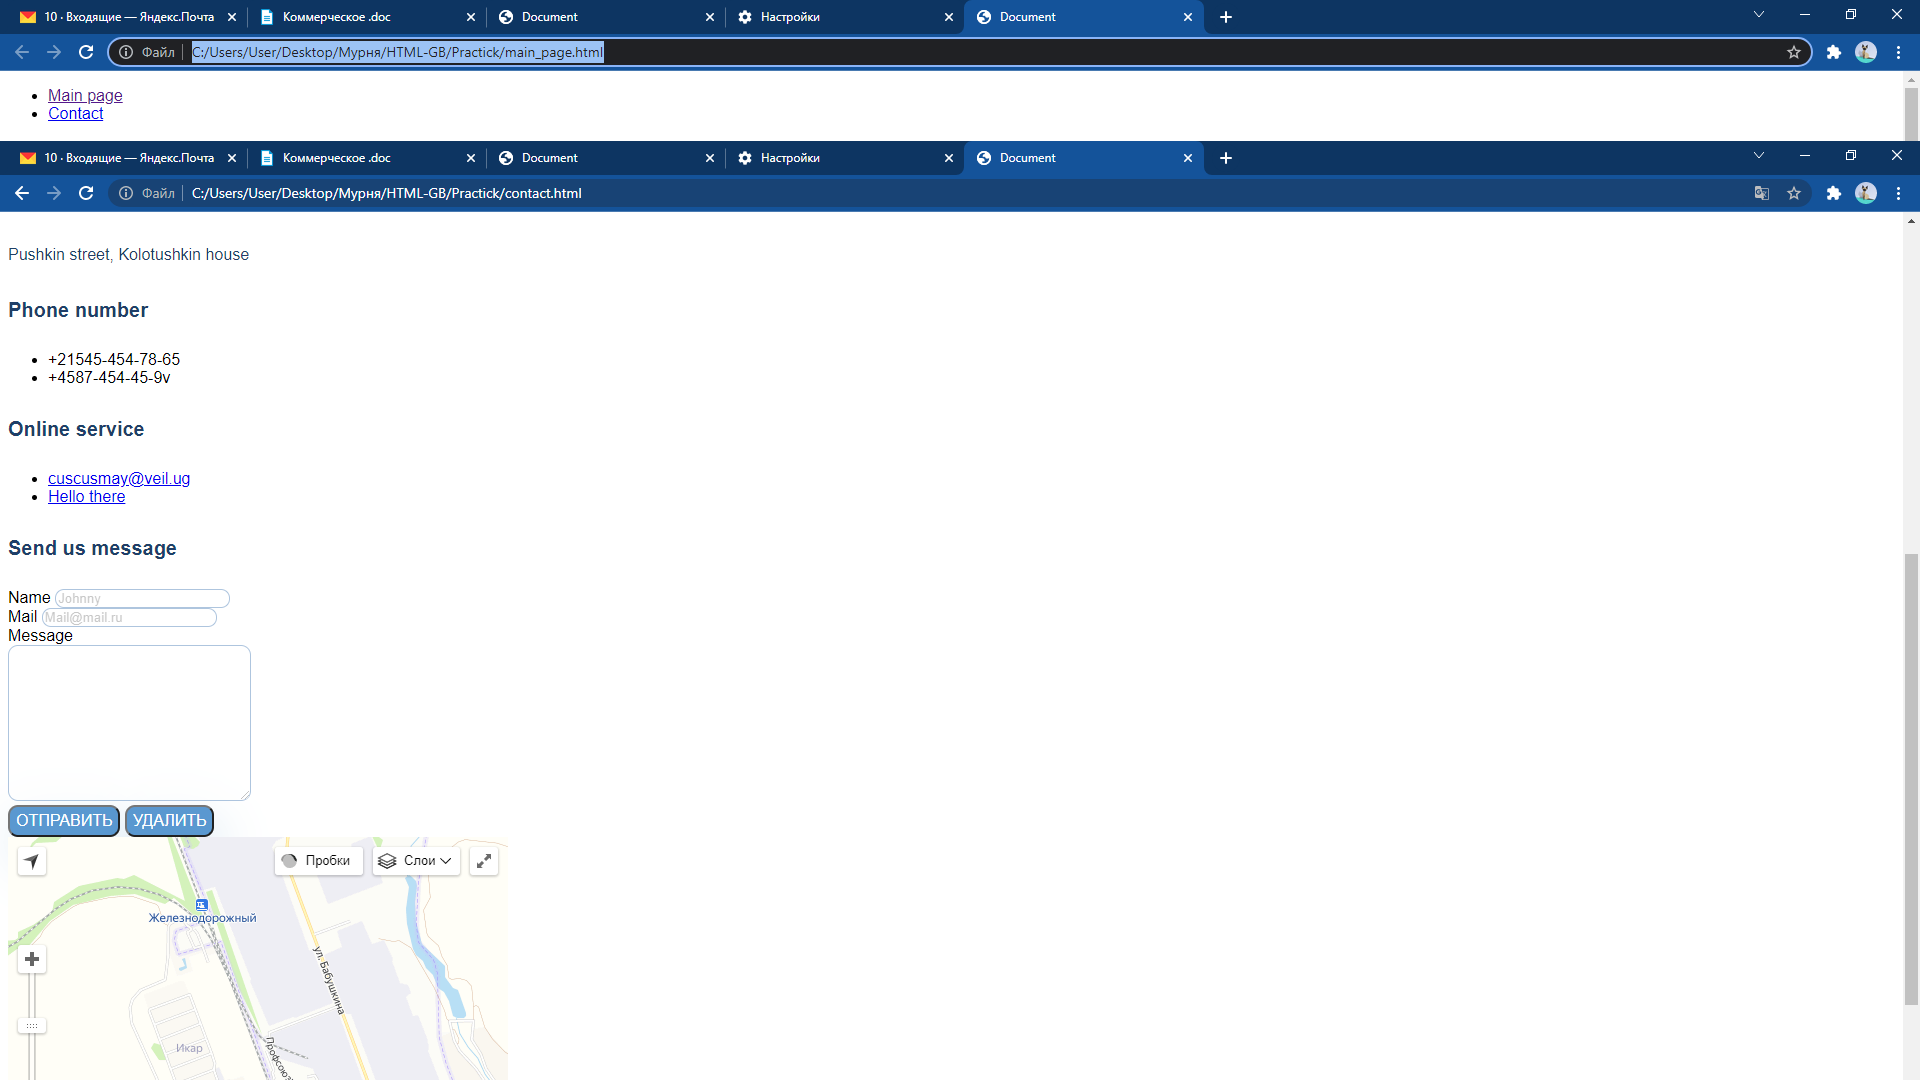 10 · Входящие — Яндекс.Почта
Коммерческое .doc
Document
Настройки
Document
Файл
C:/Users/User/Desktop/Мурня/HTML-GB/Practick/main_page.html
Main page
Contact
10 · Входящие — Яндекс.Почта
Коммерческое .doc
Document
Настройки
Document
Файл
C:/Users/User/Desktop/Мурня/HTML-GB/Practick/contact.html
Pushkin street, Kolotushkin house
Phone number
+21545-454-78-65
+4587-454-45-9v
Online service
cuscusmay@veil.ug
Hello there
Send us message
Name Johnny
Mail Mail@mail.ru
Message
ОТПРАВИТЬ УДАЛИТЬ
Пробки
Слои
Железнодорожный
ул. Бабушкина
Икар